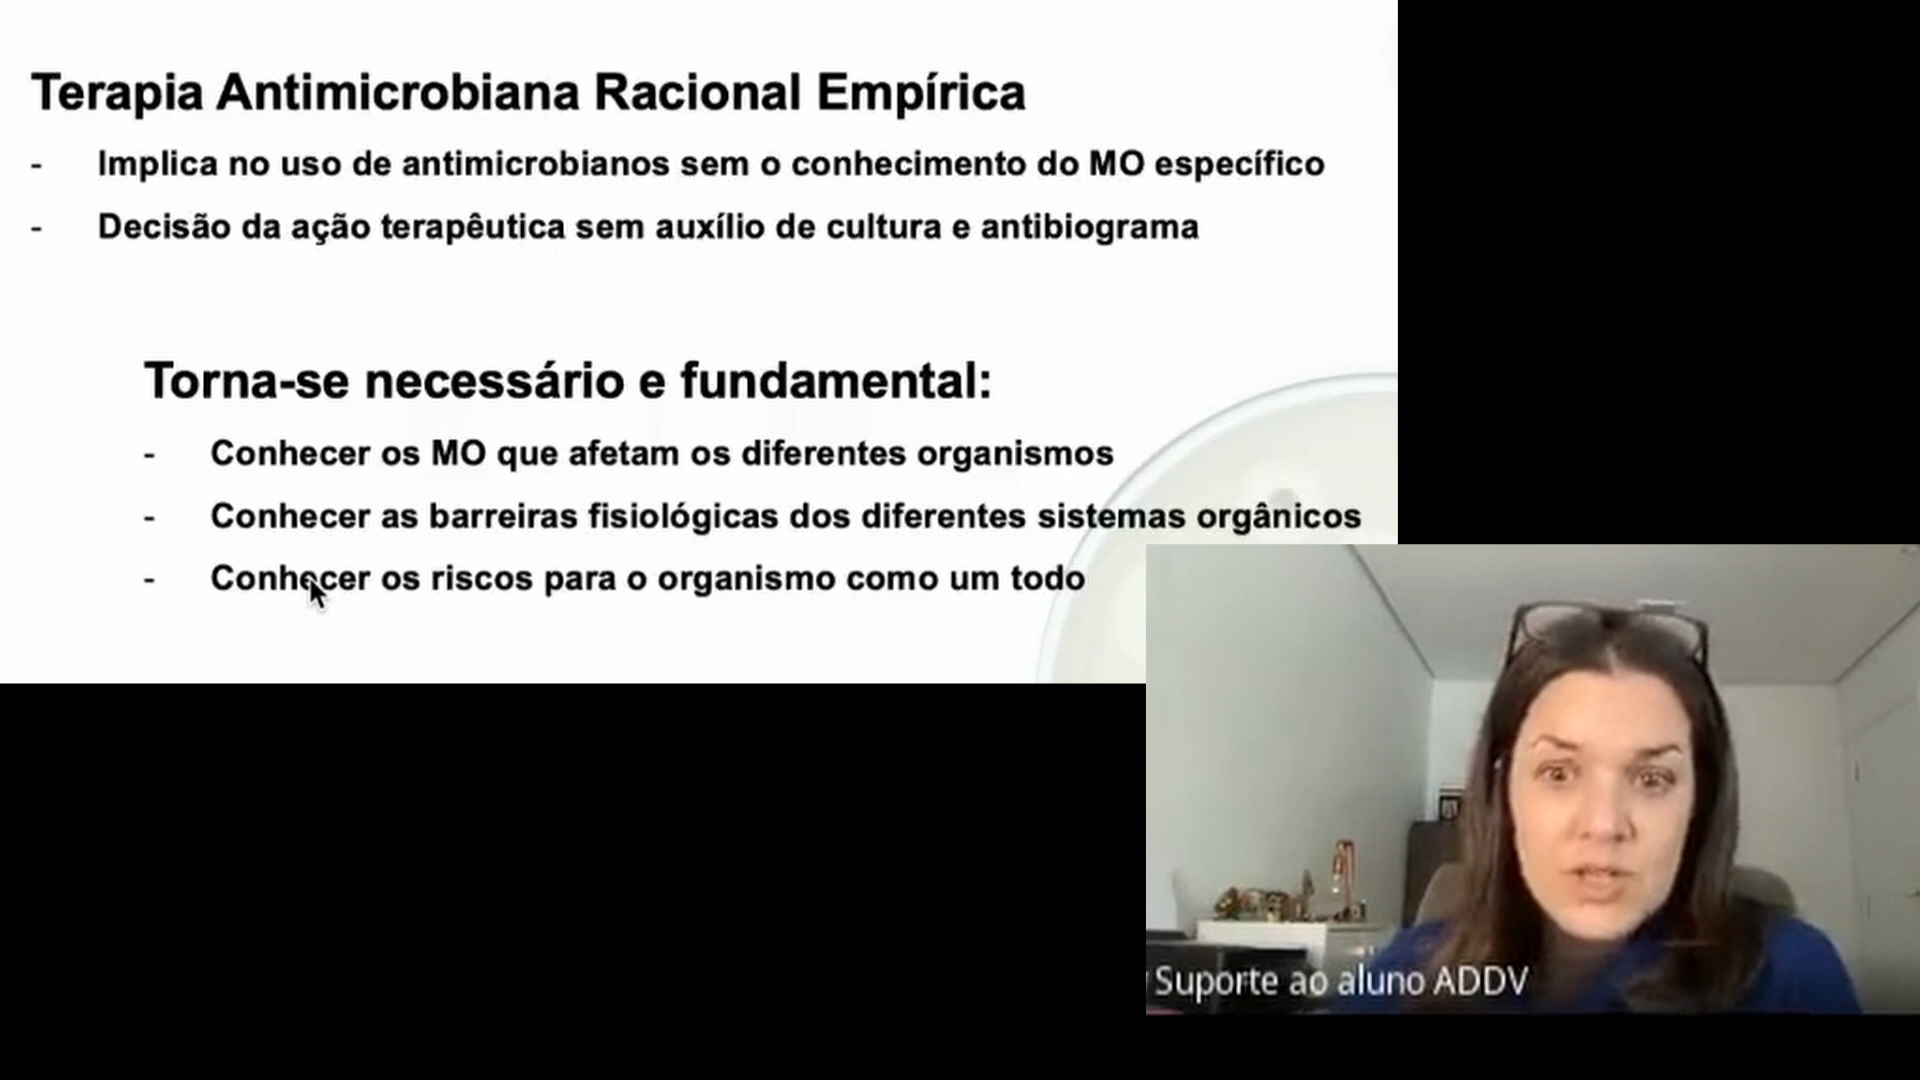 Terapia Antimicrobiana Racional Empírica
- Implica no uso de antimicrobianos sem o conhecimento do MO específico
- Decisão da ação terapêutica sem auxílio de cultura e antibiograma
Torna-se necessário e fundamental:
- Conhecer os MO que afetam os diferentes organismos
- Conhecer as barreiras fisiológicas dos diferentes sistemas orgânicos
- Conhecer os riscos para o organismo como um todo
Suporte ao aluno ADDV